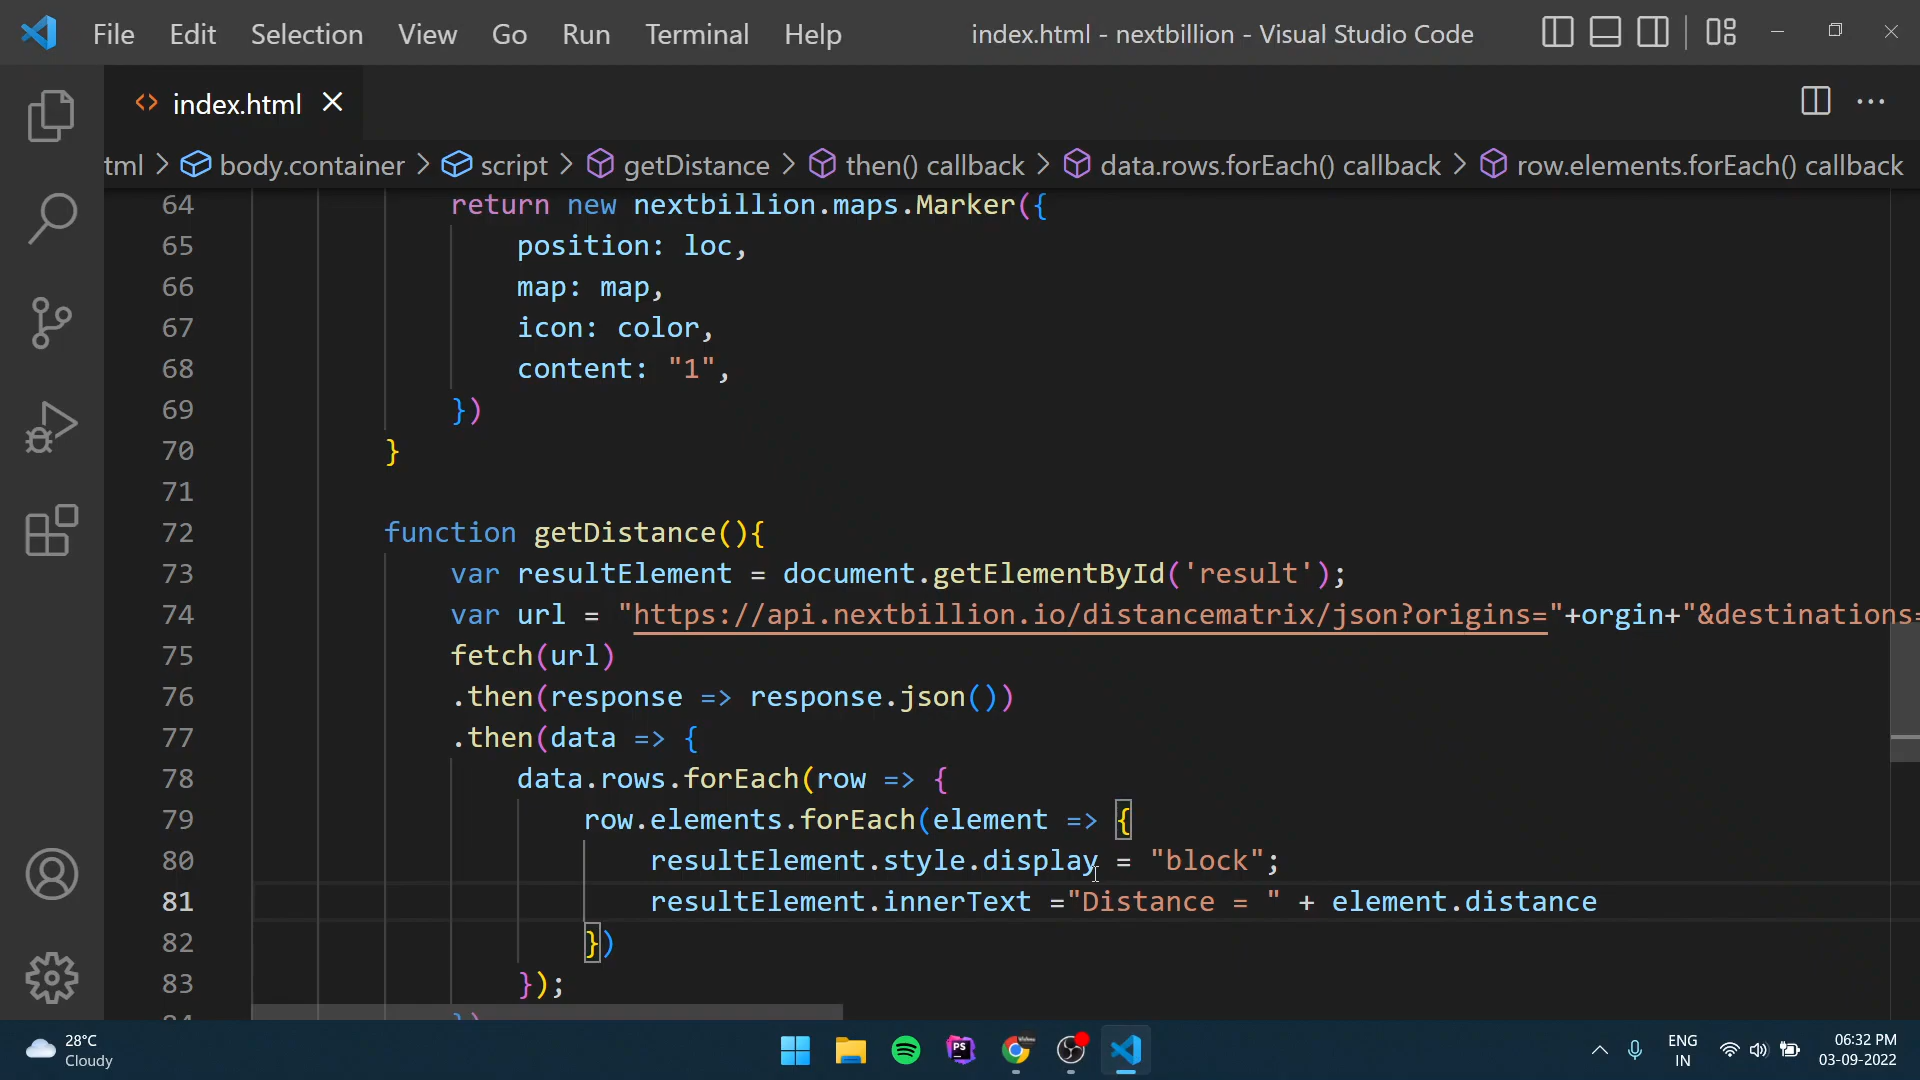 File Edit Selection View Go Run Terminal Help index.html - nextbillion - Visual Studio Code
index.html
tml > body.container > script > getDistance > then() callback > data.rows.forEach() callback > row.elements.forEach() callback
64 return new nextbillion.maps.Marker({
65 position: loc,
66 map: map,
67 icon: color,
68 content: "1",
69 })
70 }
71
72 function getDistance(){
73 var resultElement = document.getElementById('result');
74 var url = "https://api.nextbillion.io/distancematrix/json?origins="+orgin+"&destinations=
75 fetch(url)
76 .then(response => response.json())
77 .then(data => {
78 data.rows.forEach(row => {
79 row.elements.forEach(element => {
80 resultElement.style.display = "block";
81 resultElement.innerText ="Distance = " + element.distance
82 })
83 });
84 })
28°C
Cloudy
PS
ENG
IN
06:32 PM
03-09-2022